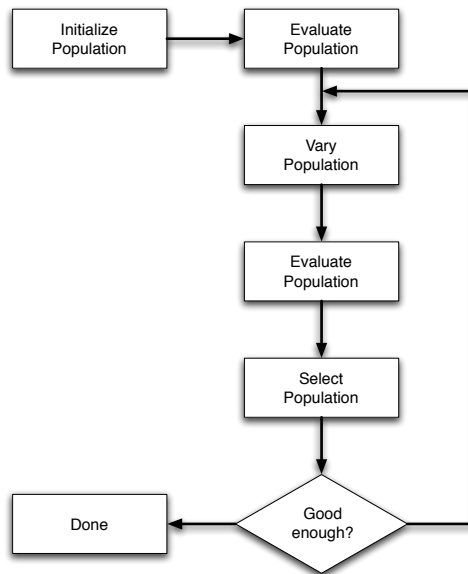 Initialize
Population
Evaluate
Population
Vary
Population
Evaluate
Population
Select
Population
Good
enough?
Done